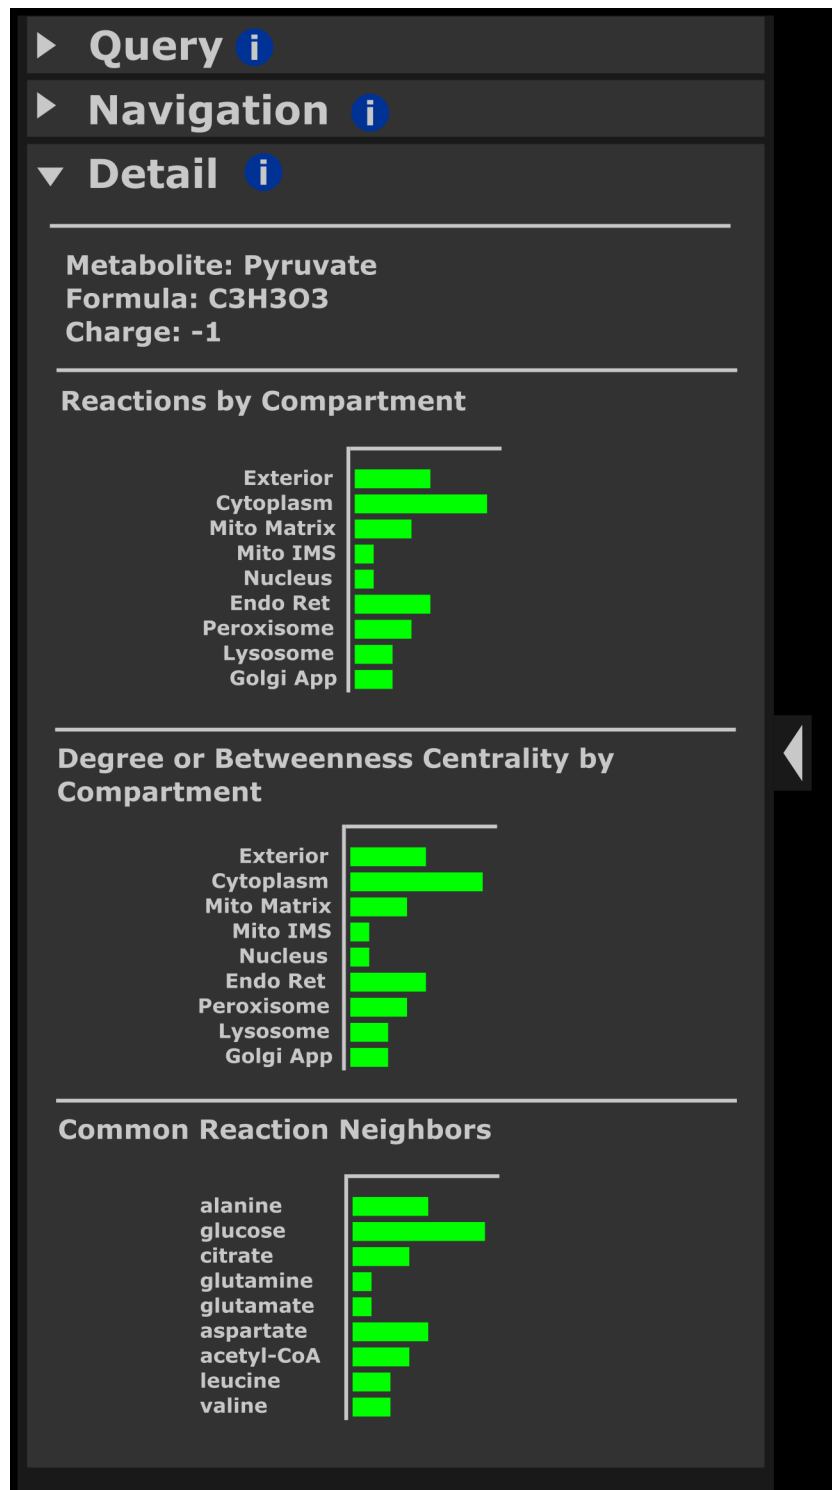 Query i
Navigation i
Detail i
Metabolite: Pyruvate
Formula: C3H3O3
Charge: -1
Reactions by Compartment
Exterior
Cytoplasm
Mito Matrix
Mito IMS
Nucleus
Endo Ret
Peroxisome
Lysosome
Golgi App
Degree or Betweenness Centrality by
Compartment
Exterior
Cytoplasm
Mito Matrix
Mito IMS
Nucleus
Endo Ret
Peroxisome
Lysosome
Golgi App
Common Reaction Neighbors
alanine
glucose
citrate
glutamine
glutamate
aspartate
acetyl-CoA
leucine
valine